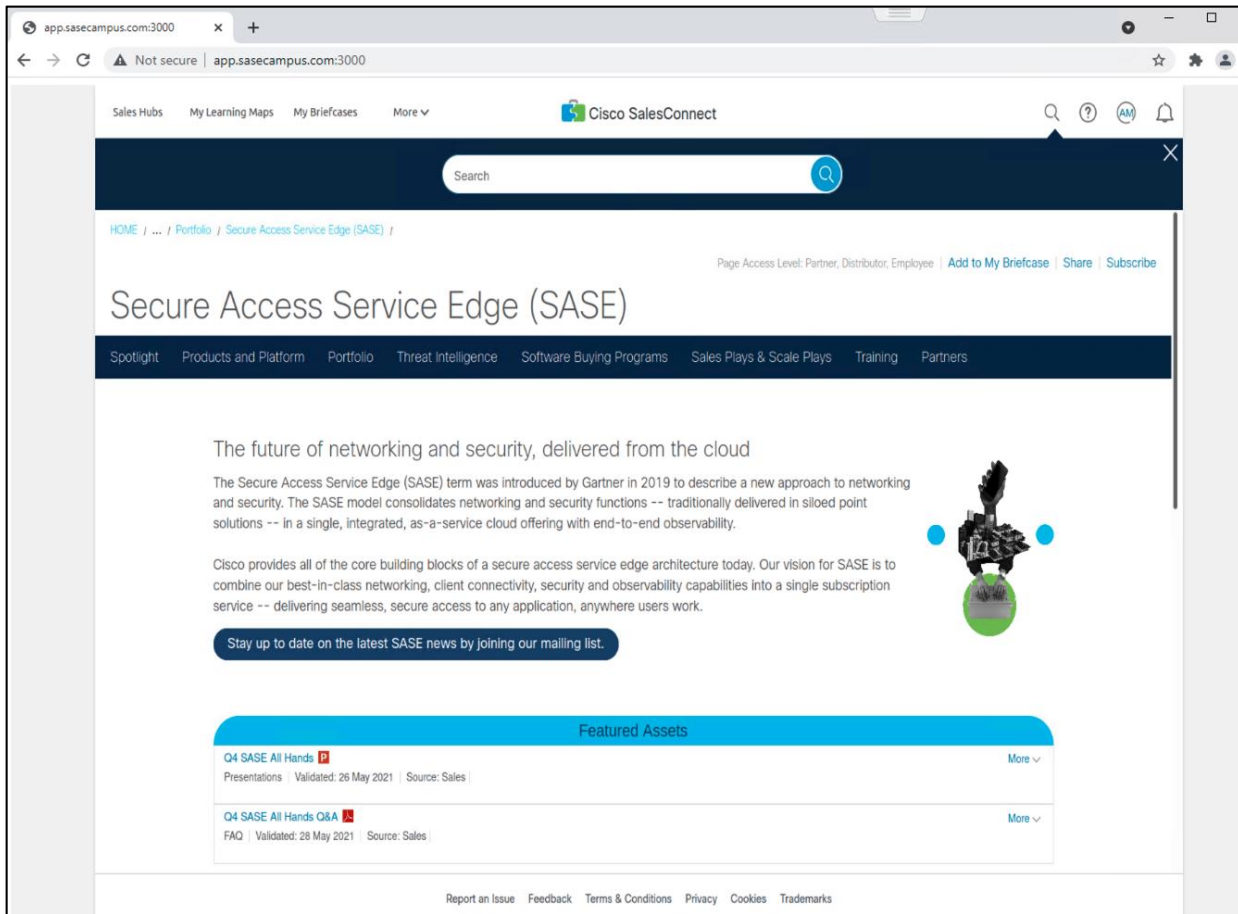 app.sasecampus.com:3000
Not secure | app.sasecampus.com:3000
Sales Hubs My Learning Maps My Briefcases More Cisco SalesConnect AM
Search
HOME / ... / Portfolio / Secure Access Service Edge (SASE) /
Page Access Level: Partner, Distributor, Employee | Add to My Briefcase | Share | Subscribe
Secure Access Service Edge (SASE)
Spotlight Products and Platform Portfolio Threat Intelligence Software Buying Programs Sales Plays & Scale Plays Training Partners
The future of networking and security, delivered from the cloud
The Secure Access Service Edge (SASE) term was introduced by Gartner in 2019 to describe a new approach to networking
and security. The SASE model consolidates networking and security functions -- traditionally delivered in siloed point
solutions -- in a single, integrated, as-a-service cloud offering with end-to-end observability.
Cisco provides all of the core building blocks of a secure access service edge architecture today. Our vision for SASE is to
combine our best-in-class networking, client connectivity, security and observability capabilities into a single subscription
service -- delivering seamless, secure access to any application, anywhere users work.
Stay up to date on the latest SASE news by joining our mailing list.
Featured Assets
Q4 SASE All Hands P More
Presentations | Validated: 26 May 2021 | Source: Sales |
Q4 SASE All Hands Q&A More
FAQ | Validated: 28 May 2021 | Source: Sales |
Report an Issue Feedback Terms & Conditions Privacy Cookies Trademarks